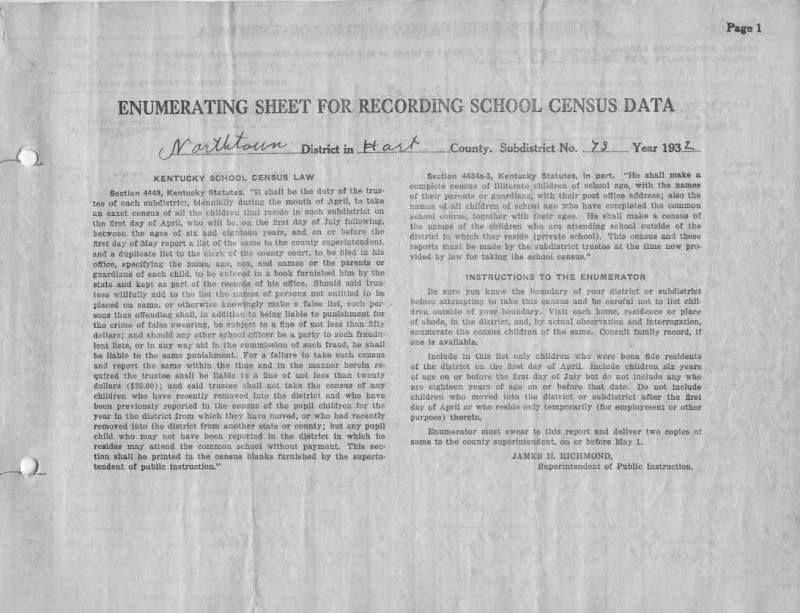 Page 1
ENUMERATING SHEET FOR RECORDING SCHOOL CENSUS DATA
Northtown District in Hart County. Subdistrict No. 73 Year 1932
KENTUCKY SCHOOL CENSUS LAW
Section 4449, Kentucky Statutes. "It shall be the duty of the trus-
tee of each subdistrict, biennially during the month of April, to take
an exact census of all the children that reside in such subdistrict on
the first day of April, who will be, on the first day of July following,
between the ages of six and eighteen years, and on or before the
first day of May report a list of the same to the county superintendent,
and a duplicate list to the clerk of the county court, to be filed in his
office, specifying the name, age, sex, and names or the parents or
guardians of each child, to be entered in a book furnished him by the
state and kept as part of the records of his office. Should said trus-
tees willfully add to the list the names of persons not entitled to be
placed on same, or otherwise knowingly make a false list, such per-
sons thus offending shall, in addition to being liable to punishment for
the crime of false swearing, be subject to a fine of not less than fifty
dollars; and should any other school officer be a party to such fraudu-
lent lists, or in any way aid in the commission of such fraud, he shall
be liable to the same punishment. For a failure to take such census
and report the same within the time and in the manner herein re-
quired the trustee shall be liable to a fine of not less than twenty
dollars ($20.00); and said trustee shall not take the census of any
children who have recently removed into the district and who have
been previously reported in the census of the pupil children for the
year in the district from which they have moved, or who had recently
removed into the district from another state or county; but any pupil
child who may not have been reported in the district in which he
resides may attend the common school without payment. This sec-
tion shall be printed in the census blanks furnished by the superin-
tendent of public instruction."
Section 4434a-3, Kentucky Statutes, in part. "He shall make a
complete census of illiterate children of school age, with the names
of their parents or guardians, with their post office address; also the
names of all children of school age who have completed the common
school course, together with their ages. He shall make a census of
the names of the children who are attending school outside of the
district in which they reside (private school). This census and these
reports must be made by the subdistrict trustee at the time now pro-
vided by law for taking the school census."
INSTRUCTIONS TO THE ENUMERATOR
Be sure you know the boundary of your district or subdistrict
before attempting to take this census and be careful not to list chil-
dren outside of your boundary. Visit each home, residence or place
of abode, in the district, and, by actual observation and interrogation,
enumerate the census children of the same. Consult family record, if
one is available.
Include in this list only children who were bona fide residents
of the district on the first day of April. Include children six years
of age on or before the first day of July but do not include any who
are eighteen years of age on or before that date. Do not include
children who moved into the district or subdistrict after the first
day of April or who reside only temporarily (for employment or other
purpose) therein.
Enumerator must swear to this report and deliver two copies of
same to the county superintendent, on or before May 1.
JAMES H. RICHMOND,
Superintendent of Public Instruction.